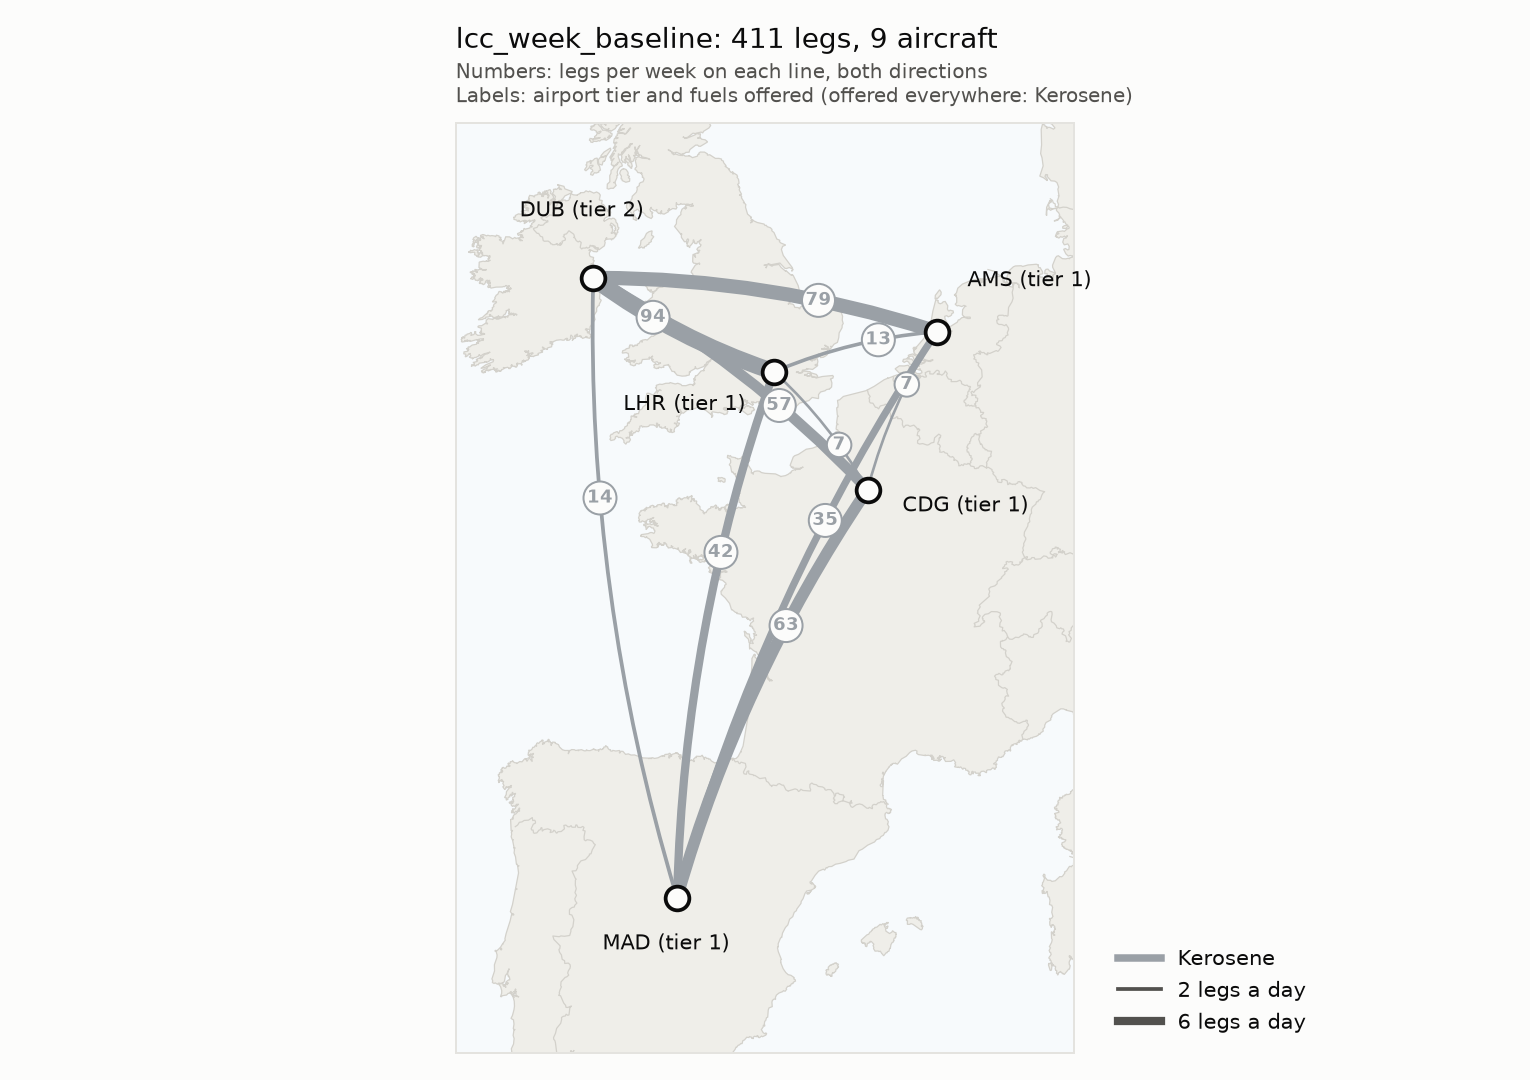 lcc_week_baseline: 411 legs, 9 aircraft
Numbers: legs per week on each line, both directions
Labels: airport tier and fuels offered (offered everywhere: Kerosene)
DUB (tier 2)
AMS (tier 1)
79
94
13
7
LHR (tier 1)
57
7
14
CDG (tier 1)
35
42
63
MAD (tier 1)
Kerosene
2 legs a day
6 legs a day